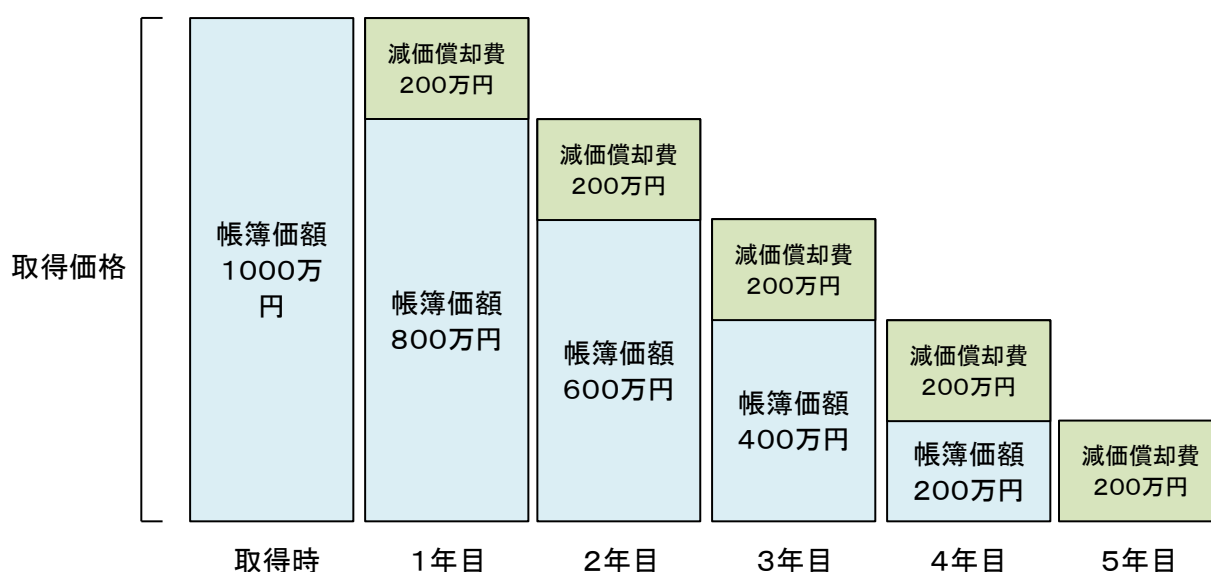 取得価格
帳簿価額
1000万
円
減価償却費
200万円
帳簿価額
800万円
減価償却費
200万円
帳簿価額
600万円
減価償却費
200万円
帳簿価額
400万円
減価償却費
200万円
帳簿価額
200万円
減価償却費
200万円
取得時
1年目
2年目
3年目
4年目
5年目